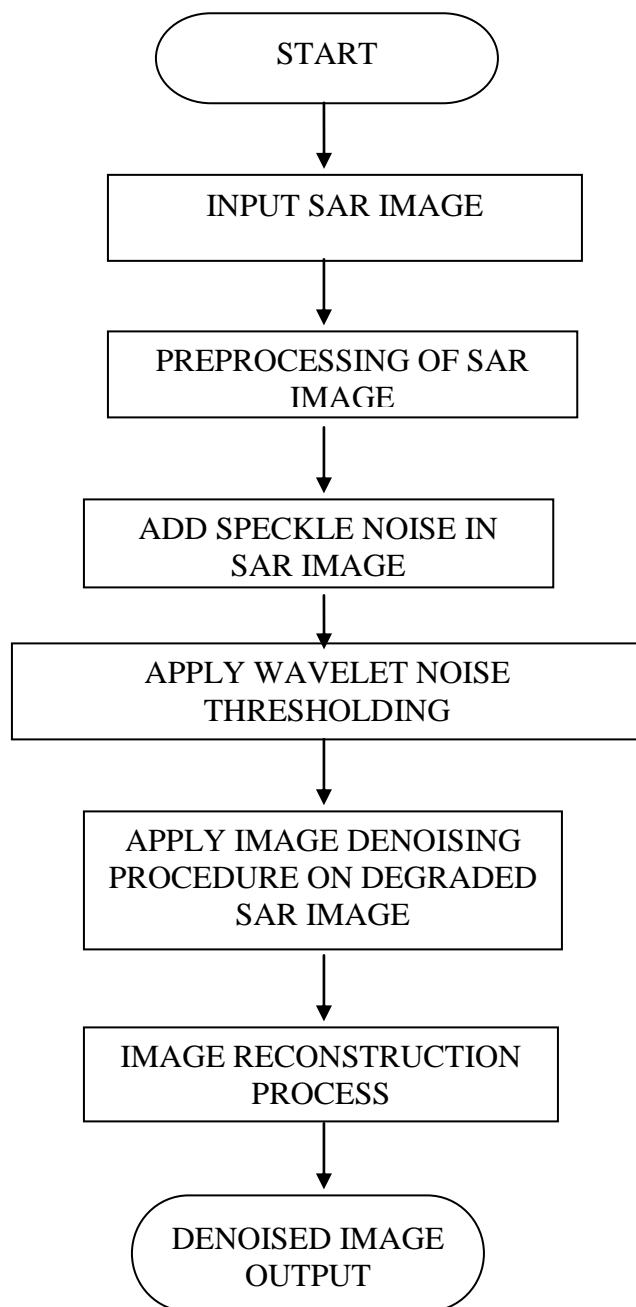 START
INPUT SAR IMAGE
PREPROCESSING OF SAR
IMAGE
ADD SPECKLE NOISE IN
SAR IMAGE
APPLY WAVELET NOISE
THRESHOLDING
APPLY IMAGE DENOISING
PROCEDURE ON DEGRADED
SAR IMAGE
IMAGE RECONSTRUCTION
PROCESS
DENOISED IMAGE
OUTPUT